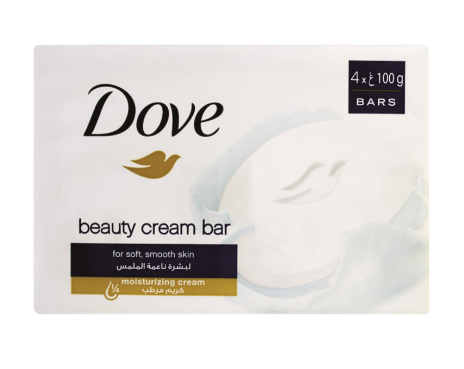 Dove
4 x غ 100 g
BARS
beauty cream bar
for soft, smooth skin
لبشرة ناعمة الملمس
¼ moisturizing cream
كريم مرطب